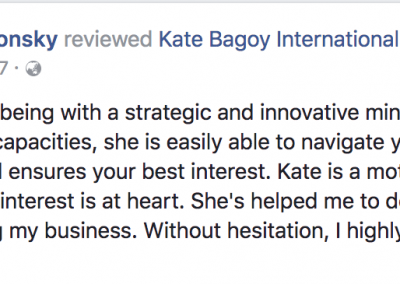 onsky reviewed Kate Bagoy International
7 ·
being with a strategic and innovative min
capacities, she is easily able to navigate y
ensures your best interest. Kate is a mot
interest is at heart. She's helped me to d
my business. Without hesitation, I highly